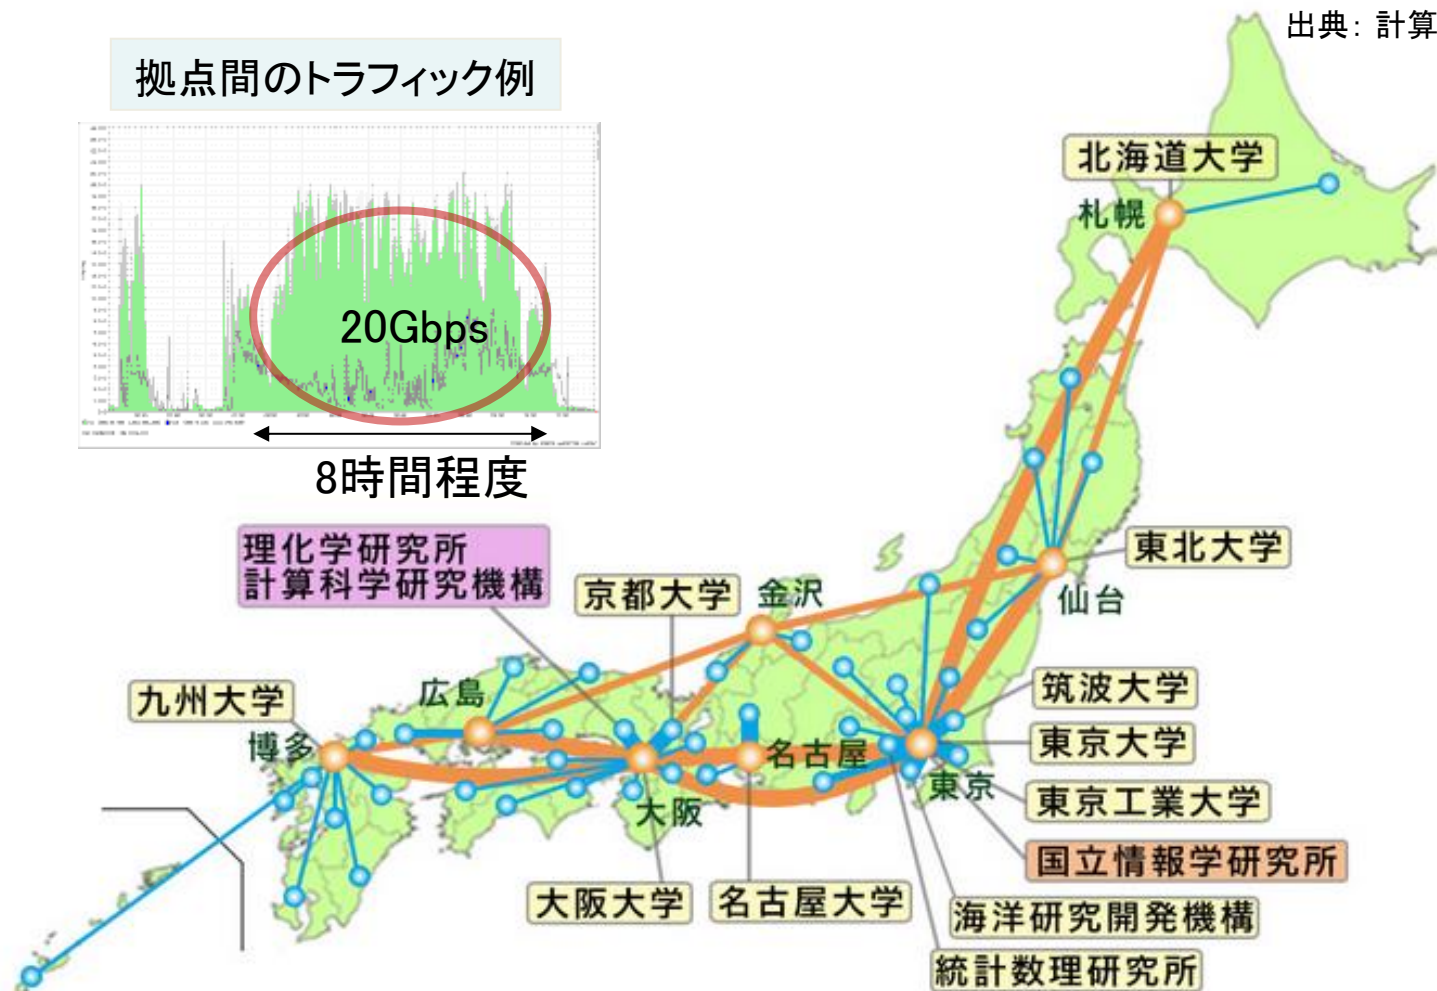 出典: 計算
拠点間のトラフィック例
20Gbps
8時間程度
北海道大学
札幌
東北大学
仙台
理化学研究所
計算科学研究機構
京都大学
金沢
筑波大学
九州大学
広島
博多
名古屋
東京大学
東京
大阪
東京工業大学
国立情報学研究所
大阪大学
名古屋大学
海洋研究開発機構
統計数理研究所